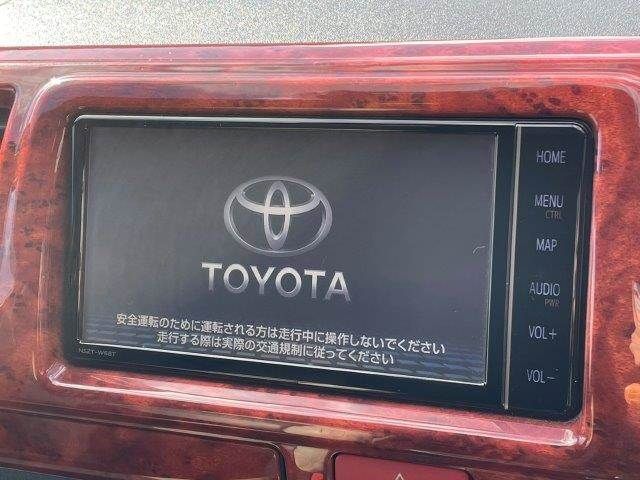 HOME
MENU
CTRL
MAP
AUDIO
PWR
VOL+
VOL-
TOYOTA
安全運転のために運転される方は走行中に操作しないでください
走行する際は実際の交通規制に従ってください
NSZT-W68T